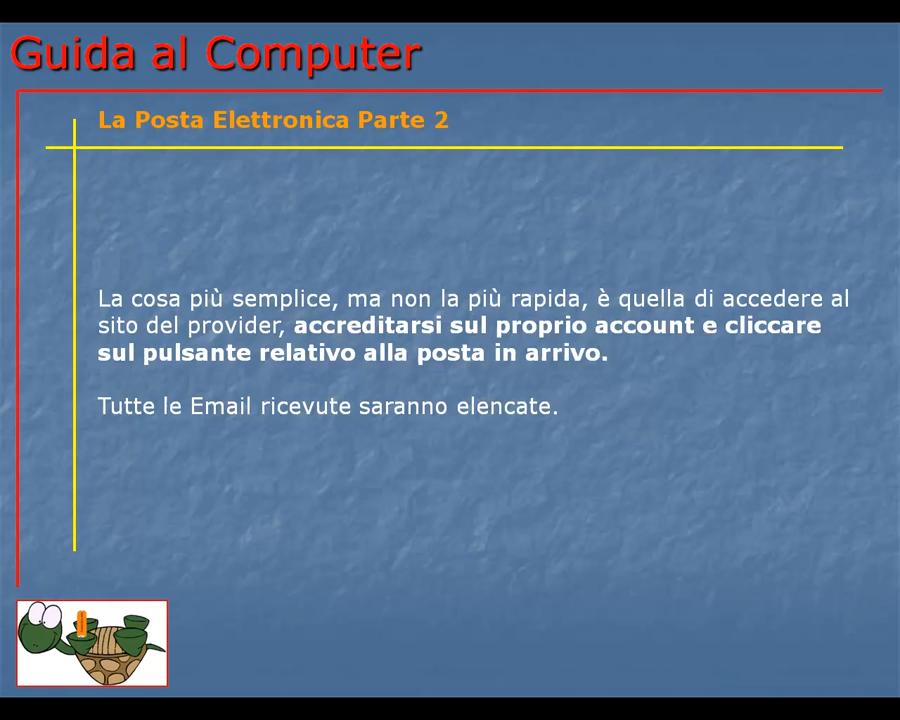 Guida al Computer
La Posta Elettronica Parte 2
La cosa più semplice, ma non la più rapida, è quella di accedere al
sito del provider, accreditarsi sul proprio account e cliccare
sul pulsante relativo alla posta in arrivo.
Tutte le Email ricevute saranno elencate.